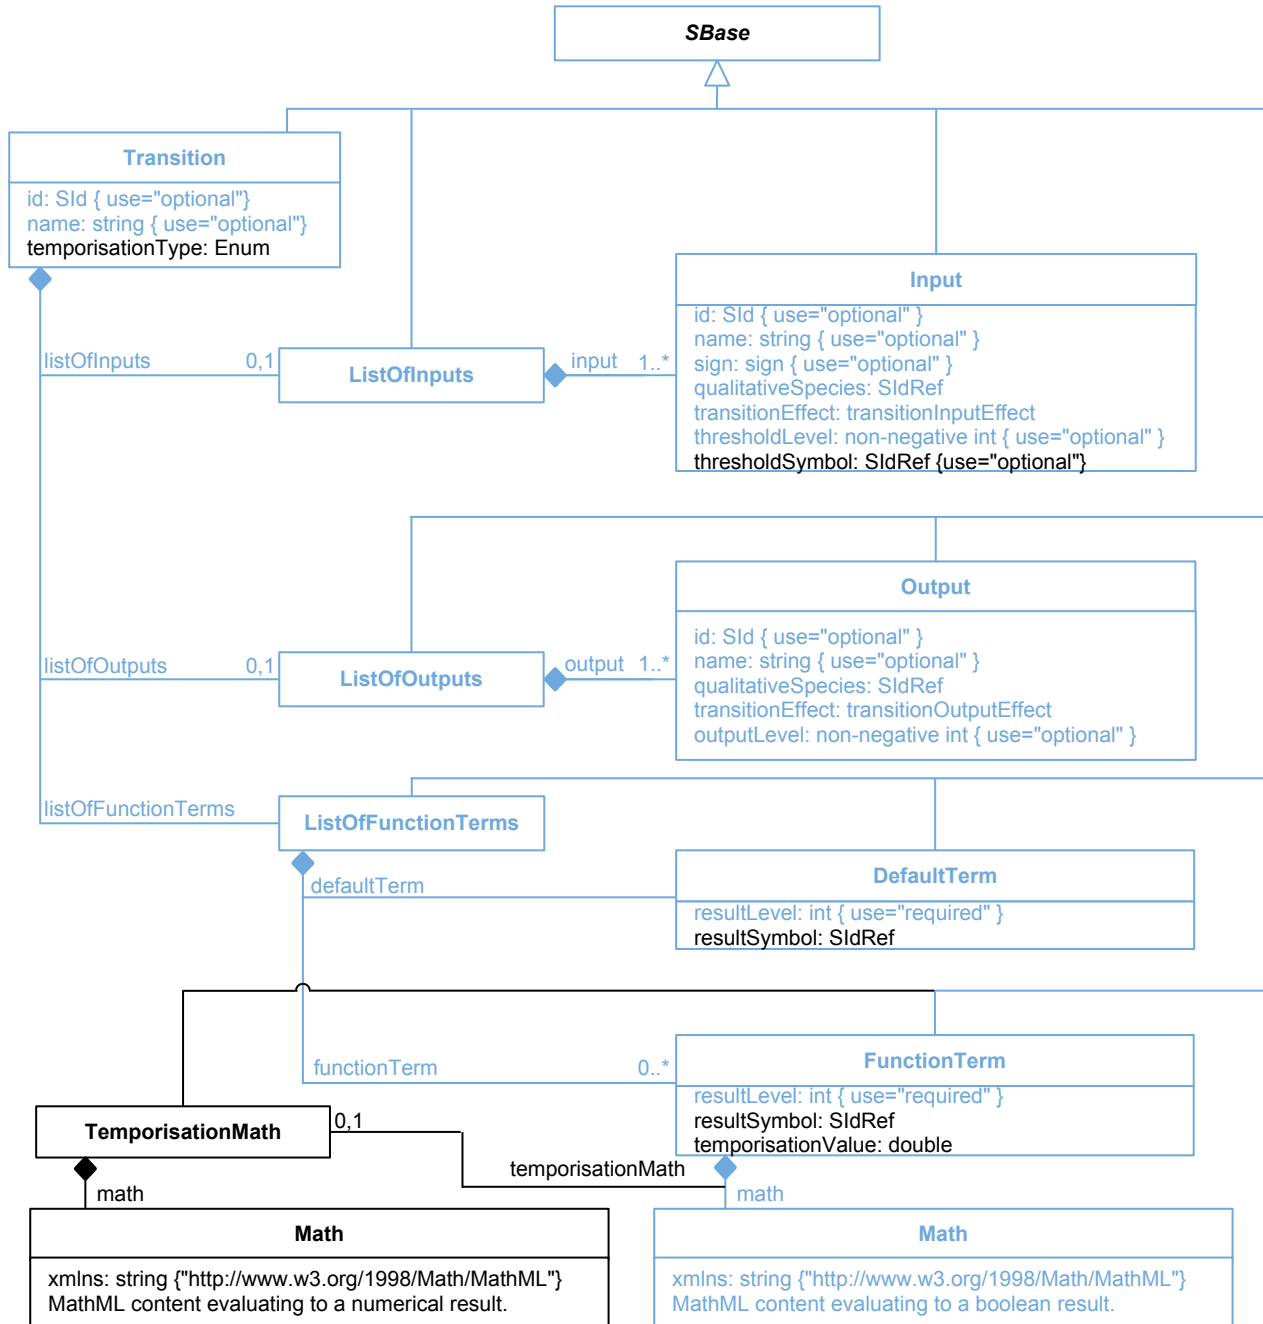 SBase
Transition
id: SId { use="optional"}
name: string { use="optional"}
temporisationType: Enum
Input
id: SId { use="optional" }
name: string { use="optional" }
sign: sign { use="optional" }
qualitativeSpecies: SIdRef
transitionEffect: transitionInputEffect
thresholdLevel: non-negative int { use="optional" }
thresholdSymbol: SIdRef {use="optional"}
listOfInputs 0,1
ListOfInputs
input 1..*
Output
id: SId { use="optional" }
name: string { use="optional" }
qualitativeSpecies: SIdRef
transitionEffect: transitionOutputEffect
outputLevel: non-negative int { use="optional" }
listOfOutputs 0,1
ListOfOutputs
output 1..*
listOfFunctionTerms
ListOfFunctionTerms
defaultTerm
DefaultTerm
resultLevel: int { use="required" }
resultSymbol: SIdRef
functionTerm 0..*
FunctionTerm
resultLevel: int { use="required" }
resultSymbol: SIdRef
temporisationValue: double
TemporisationMath
0,1
temporisationMath
math
Math
xmlns: string {"http://www.w3.org/1998/Math/MathML"}
MathML content evaluating to a numerical result.
math
Math
xmlns: string {"http://www.w3.org/1998/Math/MathML"}
MathML content evaluating to a boolean result.